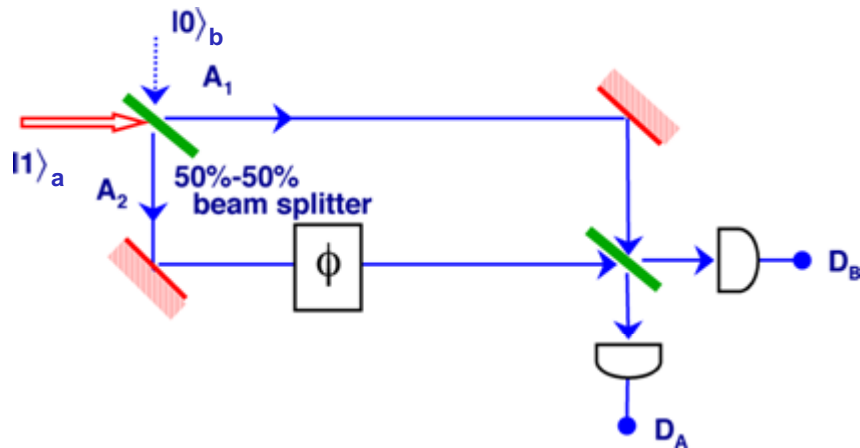 |0⟩b
A1
|1⟩a
A2
50%-50%
beam splitter
ϕ
DB
DA